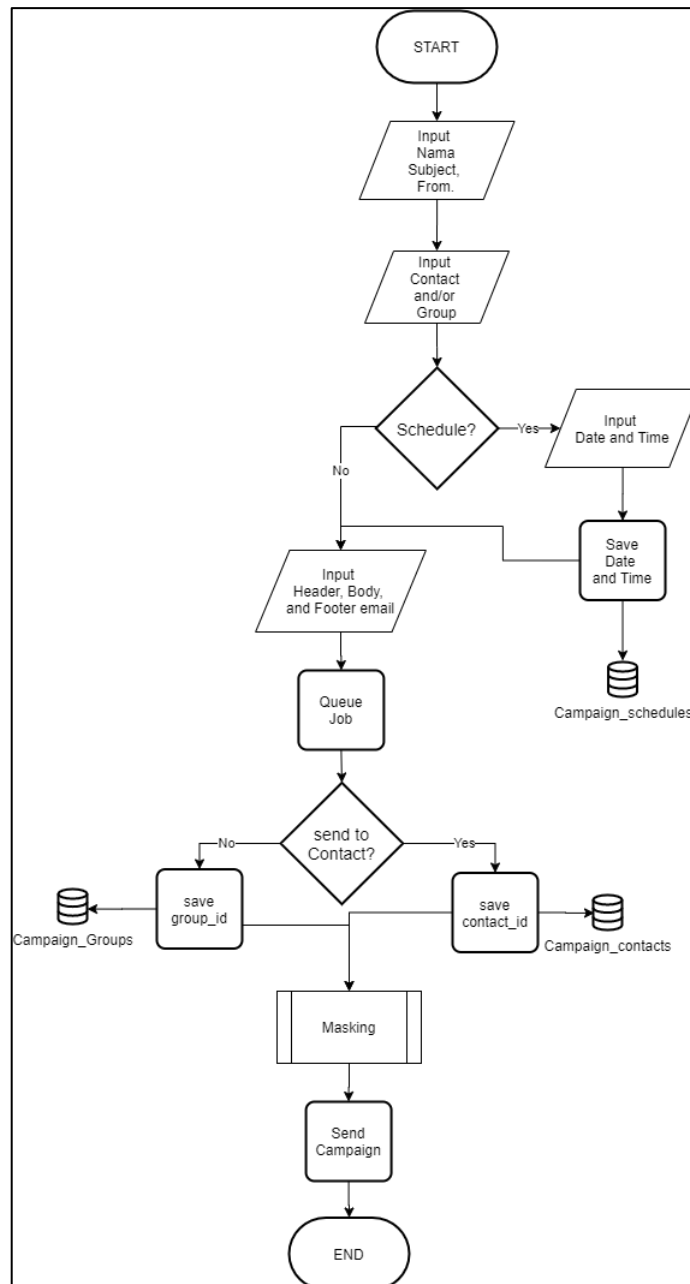 START
Input
Nama
Subject,
From.
Input
Contact
and/or
Group
Schedule?
Yes
Input
Date and Time
No
Save
Date
and Time
Input
Header, Body,
and Footer email
Campaign_schedules
Queue
Job
send to
Contact?
No
Yes
save
group_id
save
contact_id
Campaign_Groups
Campaign_contacts
Masking
Send
Campaign
END